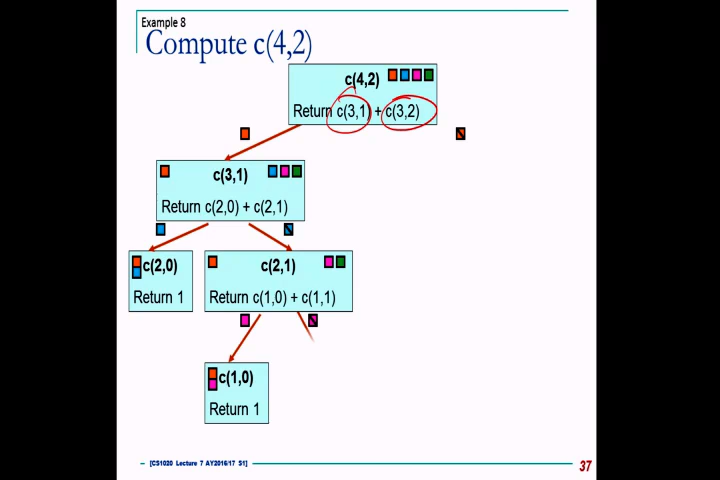 Example 8
Compute c(4,2)
c(4,2)
Return c(3,1) + c(3,2)
c(3,1)
Return c(2,0) + c(2,1)
c(2,0)
Return 1
c(2,1)
Return c(1,0) + c(1,1)
c(1,0)
Return 1
[CS1020 Lecture 7 AY2016/17 S1]
37